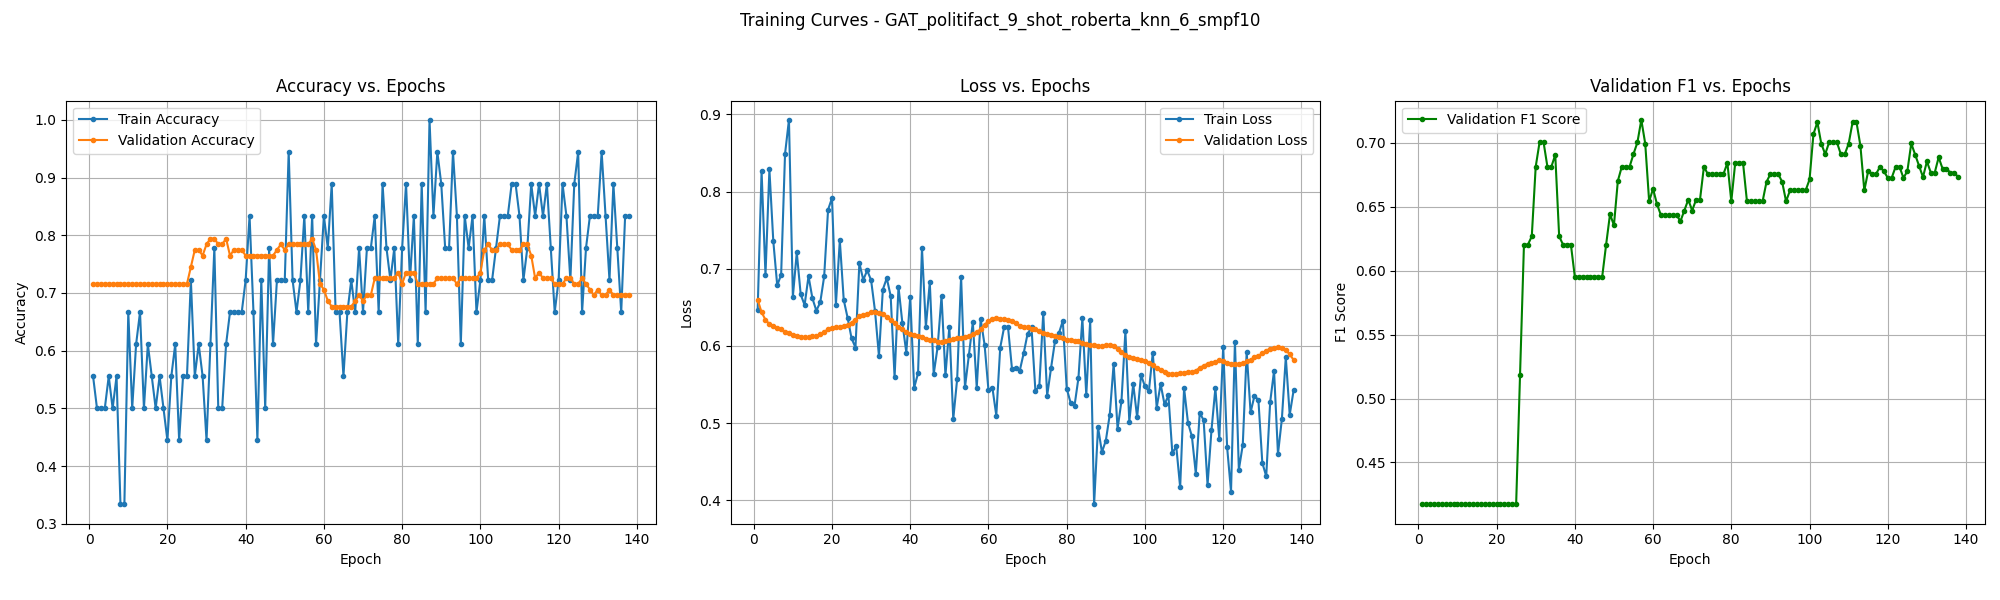 Training Curves - GAT_politifact_9_shot_roberta_knn_6_smpf10
Accuracy vs. Epochs
Train Accuracy
Validation Accuracy
1.0
0.9
0.8
0.7
0.6
0.5
0.4
0.3
Accuracy
0 20 40 60 80 100 120 140
Epoch
Loss vs. Epochs
Train Loss
Validation Loss
0.9
0.8
0.7
0.6
0.5
0.4
Loss
0 20 40 60 80 100 120 140
Epoch
Validation F1 vs. Epochs
Validation F1 Score
0.70
0.65
0.60
0.55
0.50
0.45
F1 Score
0 20 40 60 80 100 120 140
Epoch